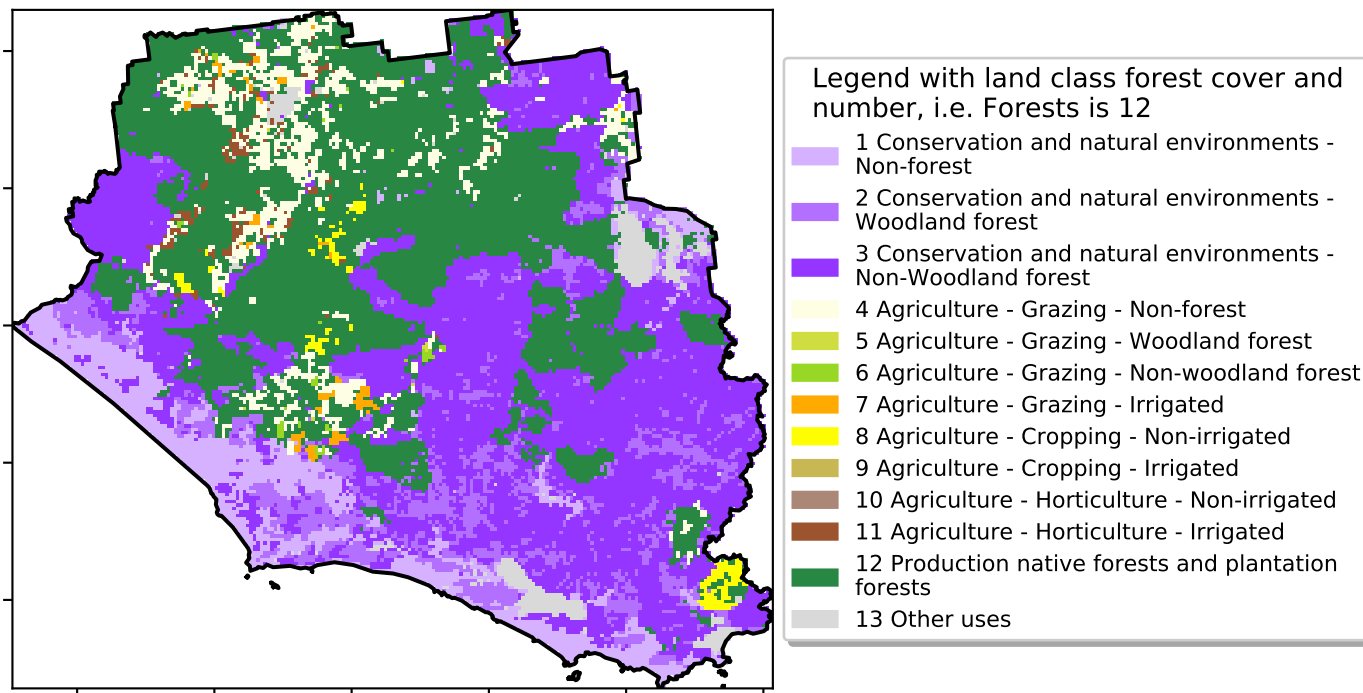 Legend with land class forest cover and
number, i.e. Forests is 12
1 Conservation and natural environments -
Non-forest
2 Conservation and natural environments -
Woodland forest
3 Conservation and natural environments -
Non-Woodland forest
4 Agriculture - Grazing - Non-forest
5 Agriculture - Grazing - Woodland forest
6 Agriculture - Grazing - Non-woodland forest
7 Agriculture - Grazing - Irrigated
8 Agriculture - Cropping - Non-irrigated
9 Agriculture - Cropping - Irrigated
10 Agriculture - Horticulture - Non-irrigated
11 Agriculture - Horticulture - Irrigated
12 Production native forests and plantation
forests
13 Other uses